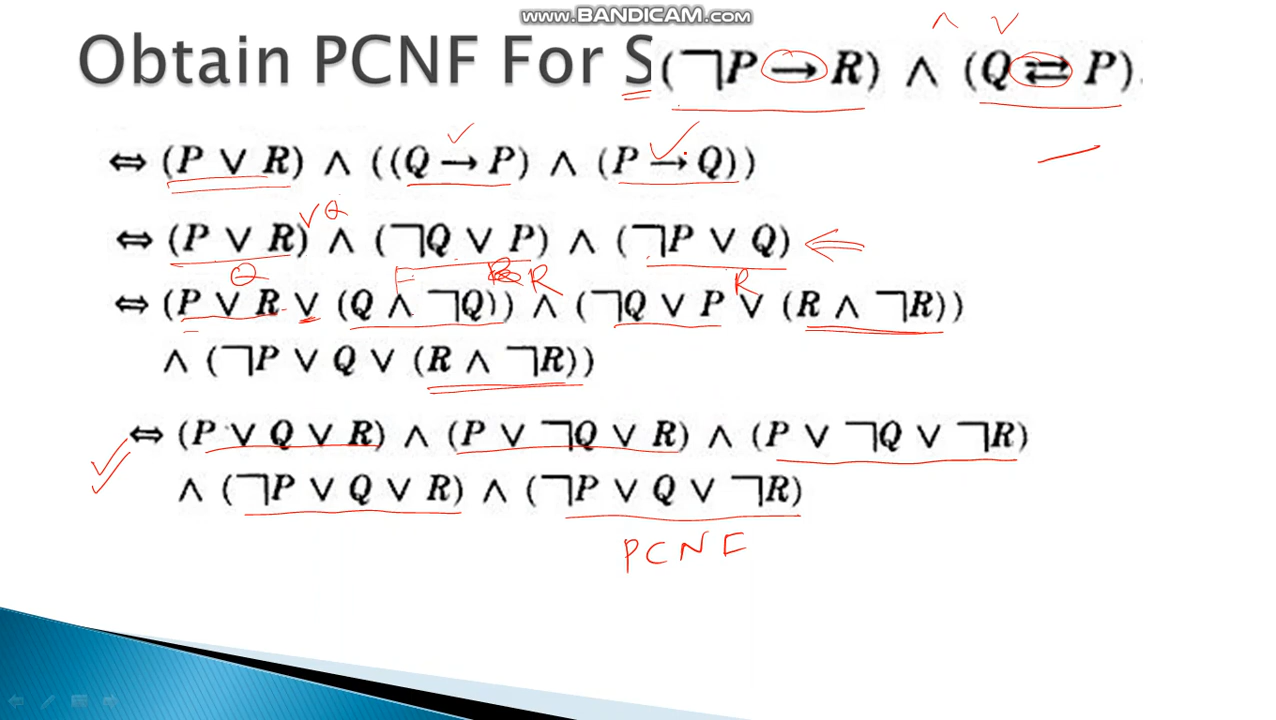 www.BANDICAM.com
∧ ∨
Obtain PCNF For S (¬P → R) ∧ (Q ⇄ P).
⇔ (P ∨ R) ∧ ((Q → P) ∧ (P → Q))
∨ Q
⇔ (P ∨ R) ∧ (¬Q ∨ P) ∧ (¬P ∨ Q)
Q R R
⇔ (P ∨ R ∨ (Q ∧ ¬Q)) ∧ (¬Q ∨ P ∨ (R ∧ ¬R))
∧ (¬P ∨ Q ∨ (R ∧ ¬R))
⇔ (P ∨ Q ∨ R) ∧ (P ∨ ¬Q ∨ R) ∧ (P ∨ ¬Q ∨ ¬R)
∧ (¬P ∨ Q ∨ R) ∧ (¬P ∨ Q ∨ ¬R)
PCNF